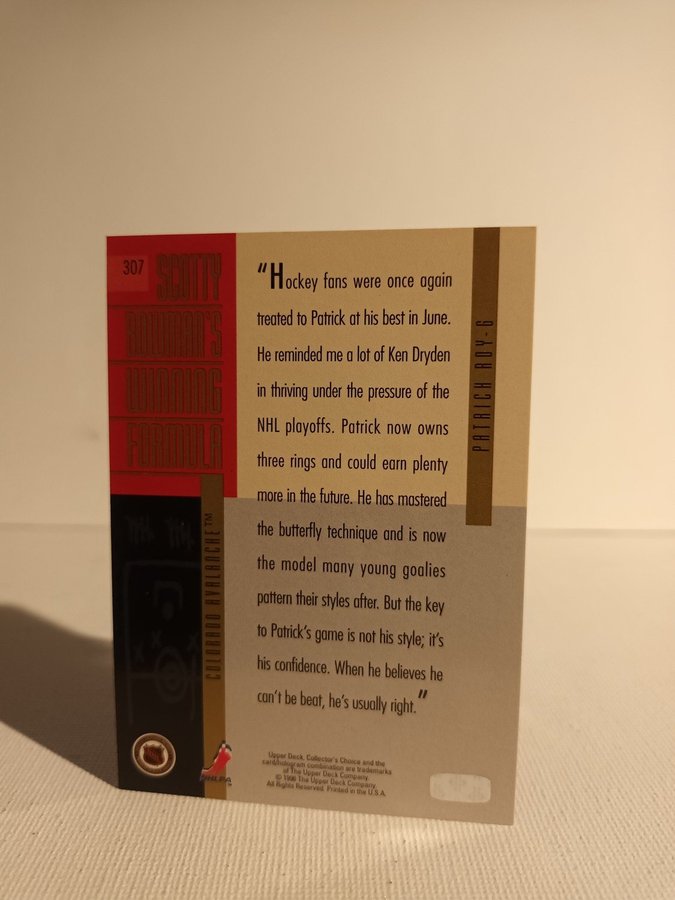 307
SCOTTY
BOWMAN'S
WINNING
FORMULA
COLORADO AVALANCHE™
"Hockey fans were once again
treated to Patrick at his best in June.
He reminded me a lot of Ken Dryden
in thriving under the pressure of the
NHL playoffs. Patrick now owns
three rings and could earn plenty
more in the future. He has mastered
the butterfly technique and is now
the model many young goalies
pattern their styles after. But the key
to Patrick's game is not his style; it's
his confidence. When he believes he
can't be beat, he's usually right."
PATRICK ROY-G
NHLPA
Upper Deck, Collector's Choice and the
card/hologram combination are trademarks
of The Upper Deck Company.
© 1996 The Upper Deck Company.
All Rights Reserved. Printed in the U.S.A.